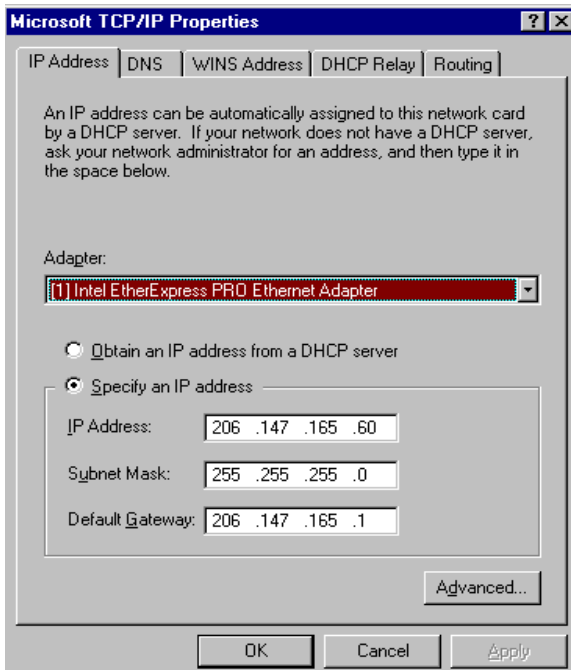 Microsoft TCP/IP Properties ? X
IP Address DNS WINS Address DHCP Relay Routing
An IP address can be automatically assigned to this network card
by a DHCP server. If your network does not have a DHCP server,
ask your network administrator for an address, and then type it in
the space below.
Adapter:
[1] Intel EtherExpress PRO Ethernet Adapter
Obtain an IP address from a DHCP server
Specify an IP address
IP Address: 206 .147 .165 .60
Subnet Mask: 255 .255 .255 .0
Default Gateway: 206 .147 .165 .1
Advanced...
OK Cancel Apply